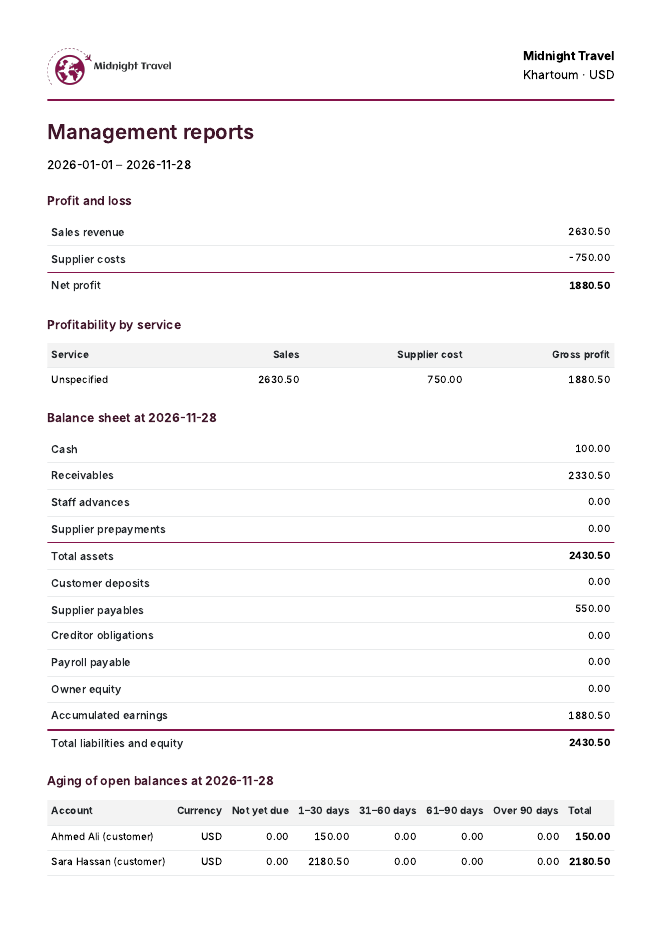 Midnight Travel
Midnight Travel
Khartoum · USD
Management reports
2026-01-01 – 2026-11-28
Profit and loss
Sales revenue 2630.50
Supplier costs -750.00
Net profit 1880.50
Profitability by service
Service Sales Supplier cost Gross profit
Unspecified 2630.50 750.00 1880.50
Balance sheet at 2026-11-28
Cash 100.00
Receivables 2330.50
Staff advances 0.00
Supplier prepayments 0.00
Total assets 2430.50
Customer deposits 0.00
Supplier payables 550.00
Creditor obligations 0.00
Payroll payable 0.00
Owner equity 0.00
Accumulated earnings 1880.50
Total liabilities and equity 2430.50
Aging of open balances at 2026-11-28
Account Currency Not yet due 1–30 days 31–60 days 61–90 days Over 90 days Total
Ahmed Ali (customer) USD 0.00 150.00 0.00 0.00 0.00 150.00
Sara Hassan (customer) USD 0.00 2180.50 0.00 0.00 0.00 2180.50